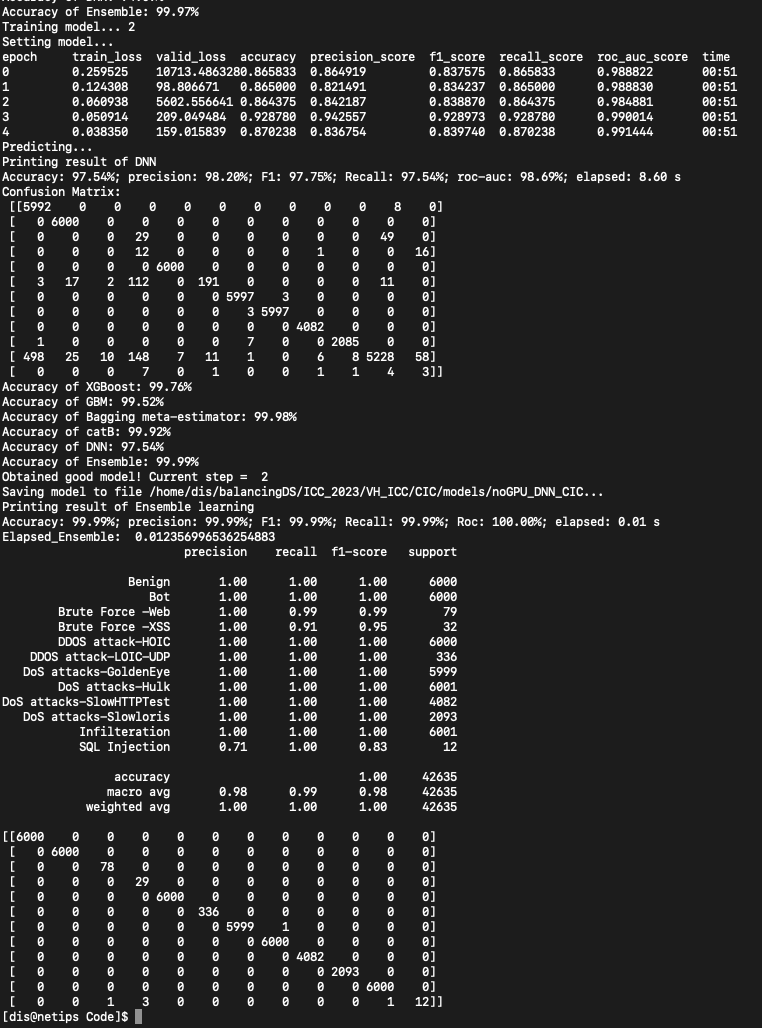 Accuracy of Ensemble: 99.97%
Training model... 2
Setting model...
epoch     train_loss  valid_loss  accuracy  precision_score  f1_score  recall_score  roc_auc_score  time
0         0.259525    10713.4863280.865833  0.864919         0.837575  0.865833      0.988822       00:51
1         0.124308    98.806671   0.865000  0.821491         0.834237  0.865000      0.988830       00:51
2         0.060938    5602.556641 0.864375  0.842187         0.838870  0.864375      0.984881       00:51
3         0.050914    209.049484  0.928780  0.942557         0.928973  0.928780      0.990014       00:51
4         0.038350    159.015839  0.870238  0.836754         0.839740  0.870238      0.991444       00:51
Predicting...
Printing result of DNN
Accuracy: 97.54%; precision: 98.20%; F1: 97.75%; Recall: 97.54%; roc-auc: 98.69%; elapsed: 8.60 s
Confusion Matrix:
 [[5992    0    0    0    0    0    0    0    0    0    8    0]
 [   0 6000    0    0    0    0    0    0    0    0    0    0]
 [   0    0    0   29    0    0    0    0    0    0   49    0]
 [   0    0    0   12    0    0    0    0    1    0    0   16]
 [   0    0    0    0 6000    0    0    0    0    0    0    0]
 [   3   17    2  112    0  191    0    0    0    0   11    0]
 [   0    0    0    0    0    0 5997    3    0    0    0    0]
 [   0    0    0    0    0    0    3 5997    0    0    0    0]
 [   0    0    0    0    0    0    0    0 4082    0    0    0]
 [   1    0    0    0    0    0    7    0    0 2085    0    0]
 [ 498   25   10  148    7   11    1    0    6    8 5228   58]
 [   0    0    0    7    0    1    0    0    1    1    4    3]]
Accuracy of XGBoost: 99.76%
Accuracy of GBM: 99.52%
Accuracy of Bagging meta-estimator: 99.98%
Accuracy of catB: 99.92%
Accuracy of DNN: 97.54%
Accuracy of Ensemble: 99.99%
Obtained good model! Current step =  2
Saving model to file /home/dis/balancingDS/ICC_2023/VH_ICC/CIC/models/noGPU_DNN_CIC...
Printing result of Ensemble learning
Accuracy: 99.99%; precision: 99.99%; F1: 99.99%; Recall: 99.99%; Roc: 100.00%; elapsed: 0.01 s
Elapsed_Ensemble:  0.012356996536254883
                          precision    recall  f1-score   support

                  Benign       1.00      1.00      1.00      6000
                     Bot       1.00      1.00      1.00      6000
        Brute Force -Web       1.00      0.99      0.99        79
        Brute Force -XSS       1.00      0.91      0.95        32
        DDOS attack-HOIC       1.00      1.00      1.00      6000
    DDOS attack-LOIC-UDP       1.00      1.00      1.00       336
   DoS attacks-GoldenEye       1.00      1.00      1.00      5999
        DoS attacks-Hulk       1.00      1.00      1.00      6001
DoS attacks-SlowHTTPTest       1.00      1.00      1.00      4082
   DoS attacks-Slowloris       1.00      1.00      1.00      2093
           Infilteration       1.00      1.00      1.00      6001
           SQL Injection       0.71      1.00      0.83        12

                accuracy                           1.00     42635
               macro avg       0.98      0.99      0.98     42635
            weighted avg       1.00      1.00      1.00     42635

[[6000    0    0    0    0    0    0    0    0    0    0    0]
 [   0 6000    0    0    0    0    0    0    0    0    0    0]
 [   0    0   78    0    0    0    0    0    0    0    0    0]
 [   0    0    0   29    0    0    0    0    0    0    0    0]
 [   0    0    0    0 6000    0    0    0    0    0    0    0]
 [   0    0    0    0    0  336    0    0    0    0    0    0]
 [   0    0    0    0    0    0 5999    1    0    0    0    0]
 [   0    0    0    0    0    0    0 6000    0    0    0    0]
 [   0    0    0    0    0    0    0    0 4082    0    0    0]
 [   0    0    0    0    0    0    0    0    0 2093    0    0]
 [   0    0    0    0    0    0    0    0    0    0 6000    0]
 [   0    0    1    3    0    0    0    0    0    0    1   12]]
[dis@netips Code]$